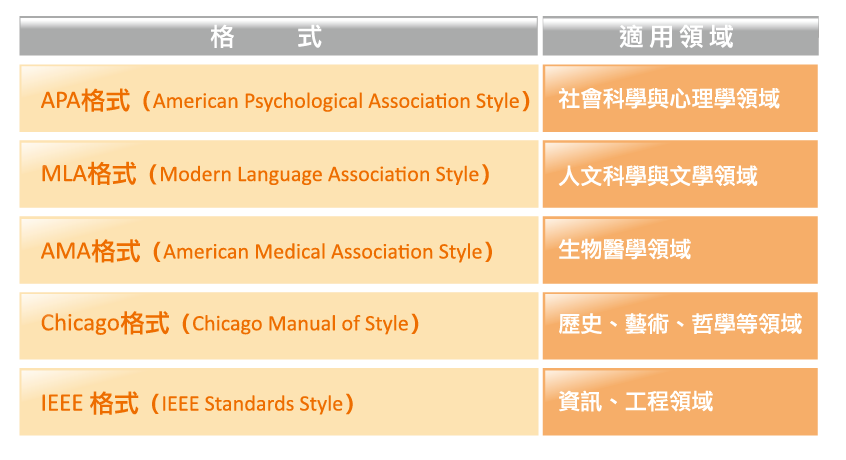 格 式
適用領域
APA格式（American Psychological Association Style）
社會科學與心理學領域
MLA格式（Modern Language Association Style）
人文科學與文學領域
AMA格式（American Medical Association Style）
生物醫學領域
Chicago格式（Chicago Manual of Style）
歷史、藝術、哲學等領域
IEEE 格式（IEEE Standards Style）
資訊、工程領域